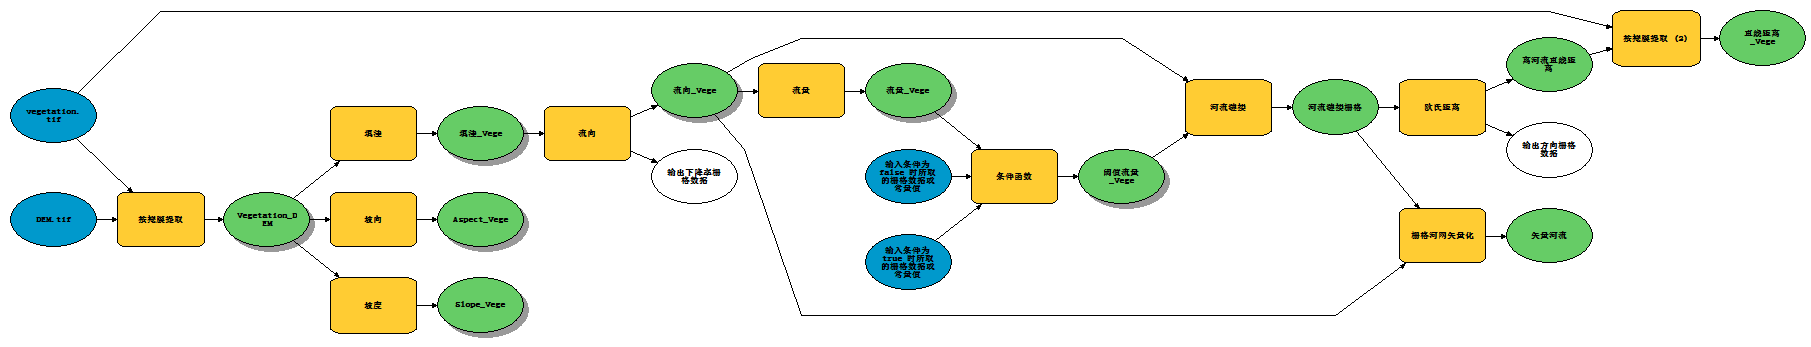 按掩膜提取 (2)
直线距离
_Vege
离河流直线距
离
vegetation.
tif
流向_Vege
流量
流量_Vege
河流链接
河流链接栅格
欧氏距离
填洼
填洼_Vege
流向
输出下降率栅
格数据
输入条件为
false 时所取
的栅格数据或
常量值
条件函数
阈值流量
_Vege
输出方向栅格
数据
DEM.tif
按掩膜提取
Vegetation_D
EM
坡向
Aspect_Vege
输入条件为
true 时所取
的栅格数据或
常量值
栅格河网矢量化
矢量河流
坡度
Slope_Vege